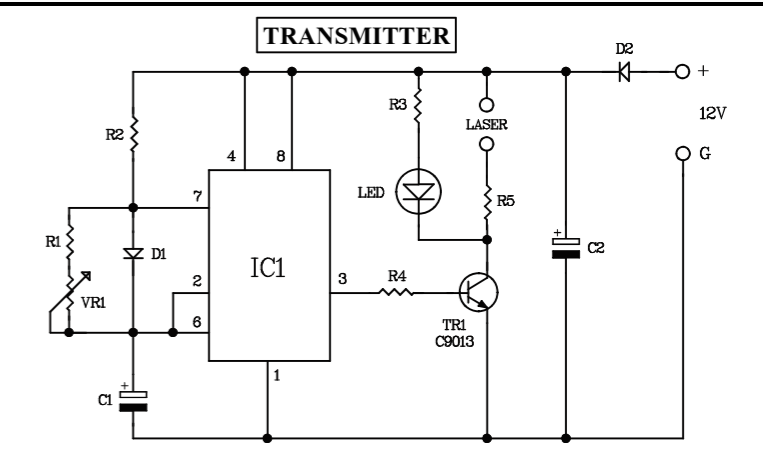 TRANSMITTER
D2
+
R3
LASER
12V
R2
4
8
G
7
LED
R5
R1
D1
IC1
+
C2
2
3
R4
VR1
6
TR1
C9013
1
+
C1